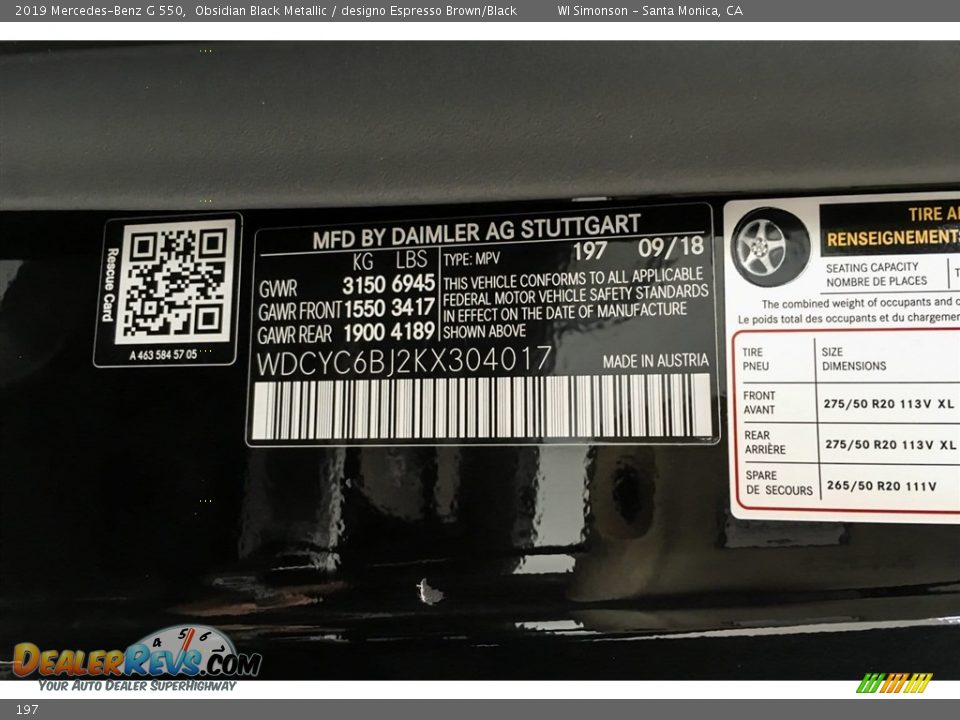 2019 Mercedes-Benz G 550,  Obsidian Black Metallic / designo Espresso Brown/Black        WI Simonson - Santa Monica, CA
Rescue Card
A 463 584 57 05
MFD BY DAIMLER AG STUTTGART
KG LBS TYPE: MPV 197 09/18
GVWR 3150 6945
GAWR FRONT 1550 3417
GAWR REAR 1900 4189
THIS VEHICLE CONFORMS TO ALL APPLICABLE
FEDERAL MOTOR VEHICLE SAFETY STANDARDS
IN EFFECT ON THE DATE OF MANUFACTURE
SHOWN ABOVE
WDCYC6BJ2KX304017 MADE IN AUSTRIA
TIRE
RENSEIGNEMENTS
SEATING CAPACITY
NOMBRE DE PLACES
The combined weight of occupants and
Le poids total des occupants et du chargement
TIRE SIZE
PNEU DIMENSIONS
FRONT
AVANT 275/50 R20 113V XL
REAR
ARRIÈRE 275/50 R20 113V XL
SPARE
DE SECOURS 265/50 R20 111V
4 5 6
DEALERREVS.COM
YOUR AUTO DEALER SUPERHIGHWAY
197